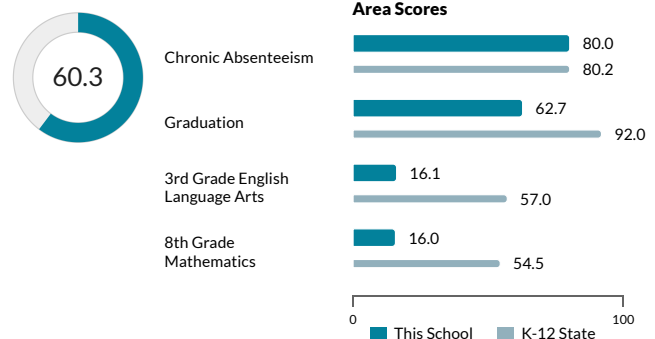 Area Scores
60.3
Chronic Absenteeism
80.0
80.2
Graduation
62.7
92.0
3rd Grade English
Language Arts
16.1
57.0
8th Grade
Mathematics
16.0
54.5
0
100
This School
K-12 State